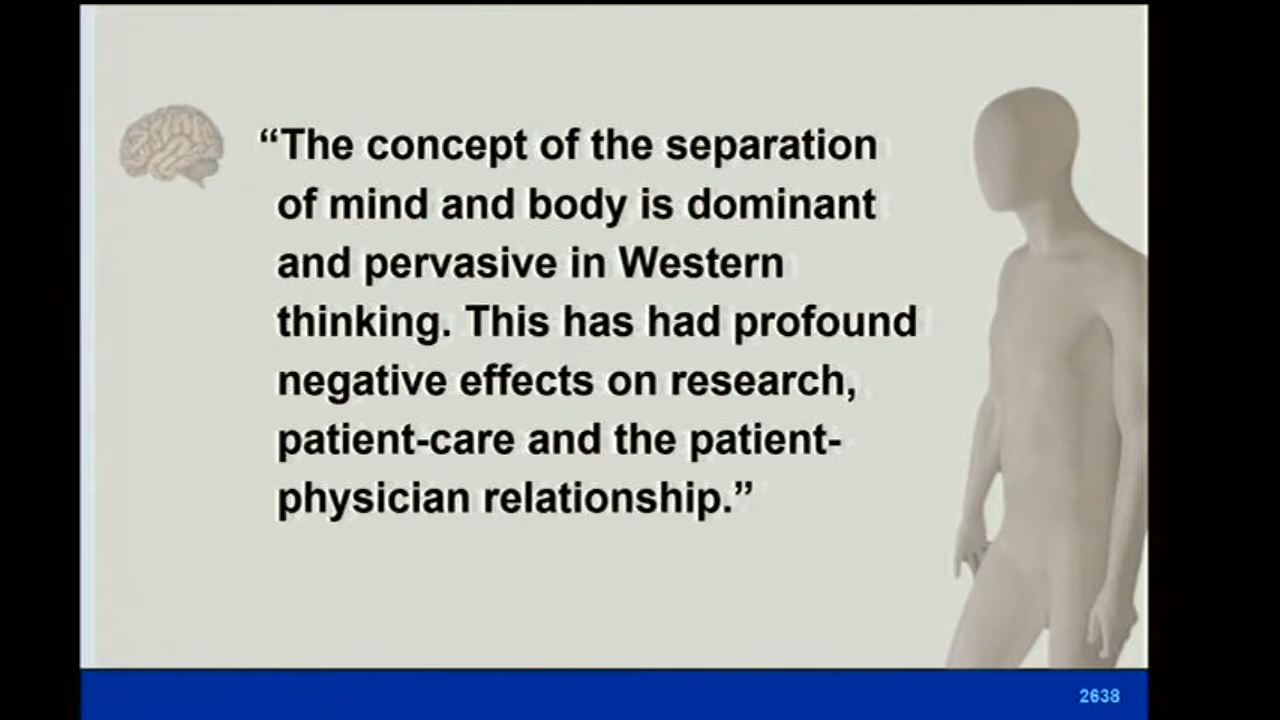 “The concept of the separation
of mind and body is dominant
and pervasive in Western
thinking. This has had profound
negative effects on research,
patient-care and the patient-
physician relationship.”
2638